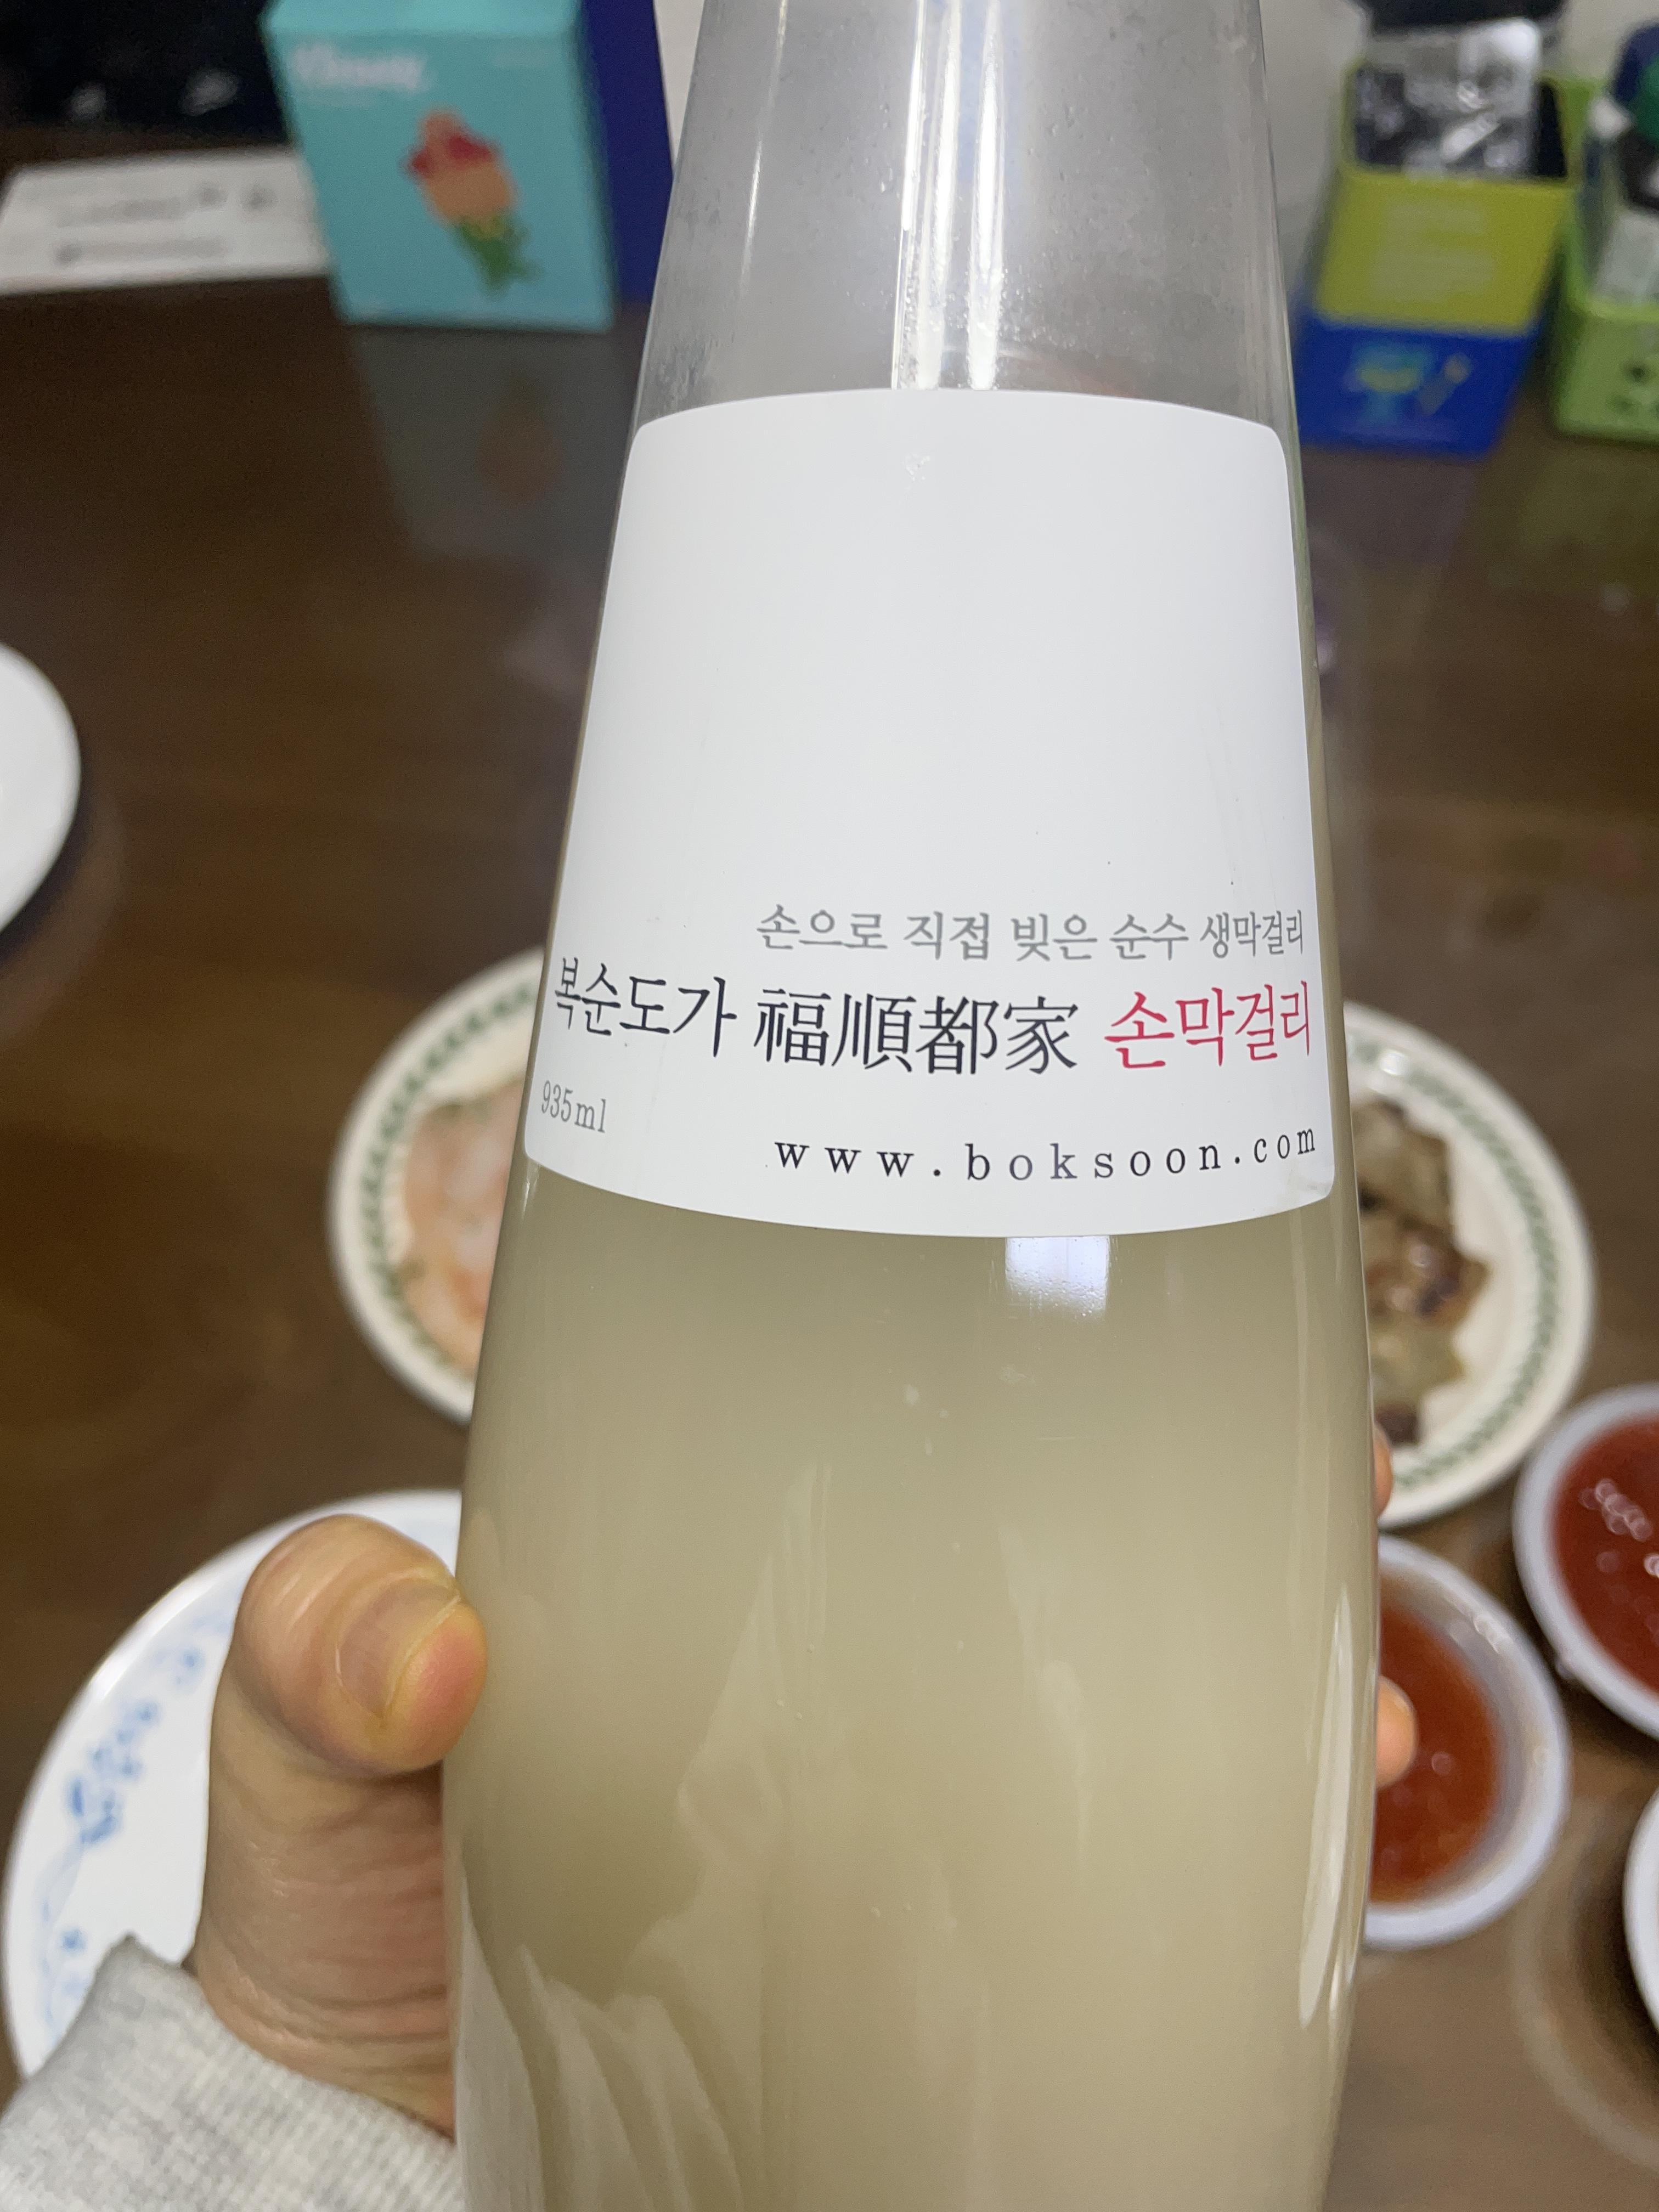 손으로 직접 빚은 순수 생막걸리
복순도가 福順都家 손막걸리
935ml
www.boksoon.com